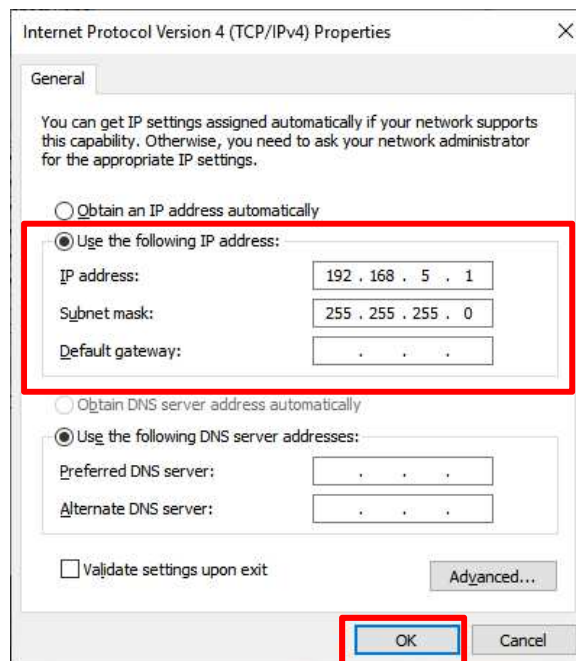 Internet Protocol Version 4 (TCP/IPv4) Properties
General
You can get IP settings assigned automatically if your network supports
this capability. Otherwise, you need to ask your network administrator
for the appropriate IP settings.
Obtain an IP address automatically
Use the following IP address:
IP address: 192 . 168 . 5 . 1
Subnet mask: 255 . 255 . 255 . 0
Default gateway: . . .
Obtain DNS server address automatically
Use the following DNS server addresses:
Preferred DNS server: . . .
Alternate DNS server: . . .
Validate settings upon exit
Advanced...
OK Cancel